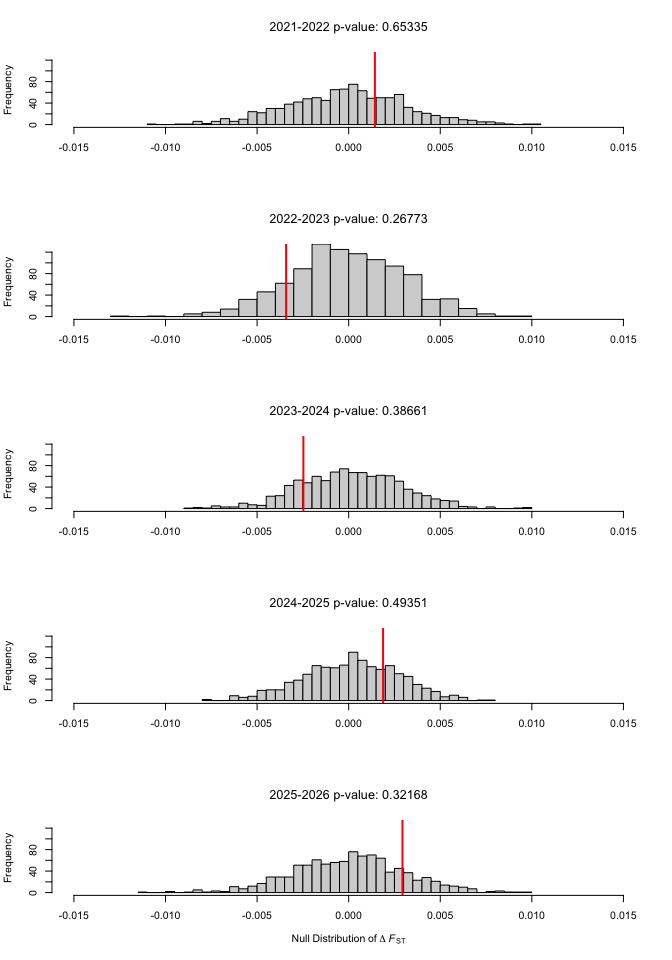 2021-2022 p-value: 0.65335
Frequency
0 40 80
-0.015 -0.010 -0.005 0.000 0.005 0.010 0.015
2022-2023 p-value: 0.26773
Frequency
0 40 80
-0.015 -0.010 -0.005 0.000 0.005 0.010 0.015
2023-2024 p-value: 0.38661
Frequency
0 40 80
-0.015 -0.010 -0.005 0.000 0.005 0.010 0.015
2024-2025 p-value: 0.49351
Frequency
0 40 80
-0.015 -0.010 -0.005 0.000 0.005 0.010 0.015
2025-2026 p-value: 0.32168
Frequency
0 40 80
-0.015 -0.010 -0.005 0.000 0.005 0.010 0.015
Null Distribution of Δ FST